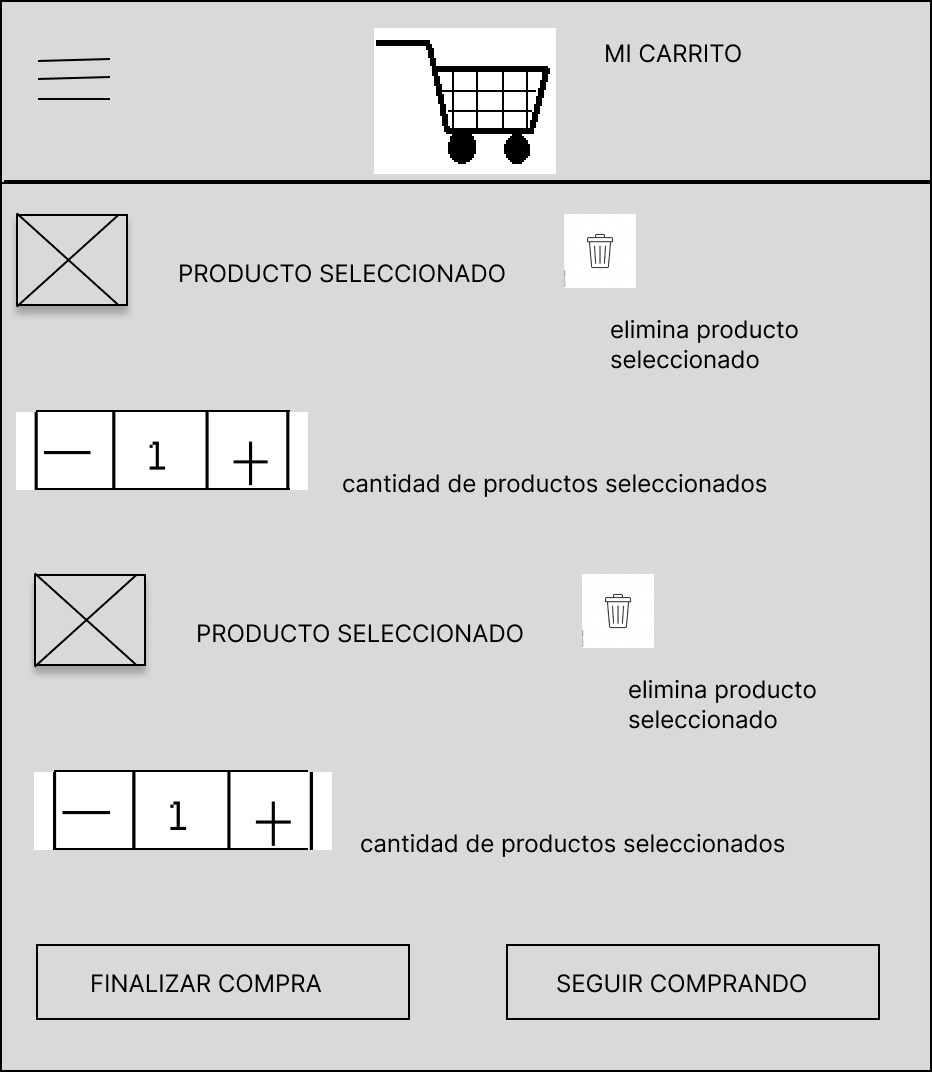 MI CARRITO
PRODUCTO SELECCIONADO
elimina producto
seleccionado
1
cantidad de productos seleccionados
PRODUCTO SELECCIONADO
elimina producto
seleccionado
1
cantidad de productos seleccionados
FINALIZAR COMPRA
SEGUIR COMPRANDO